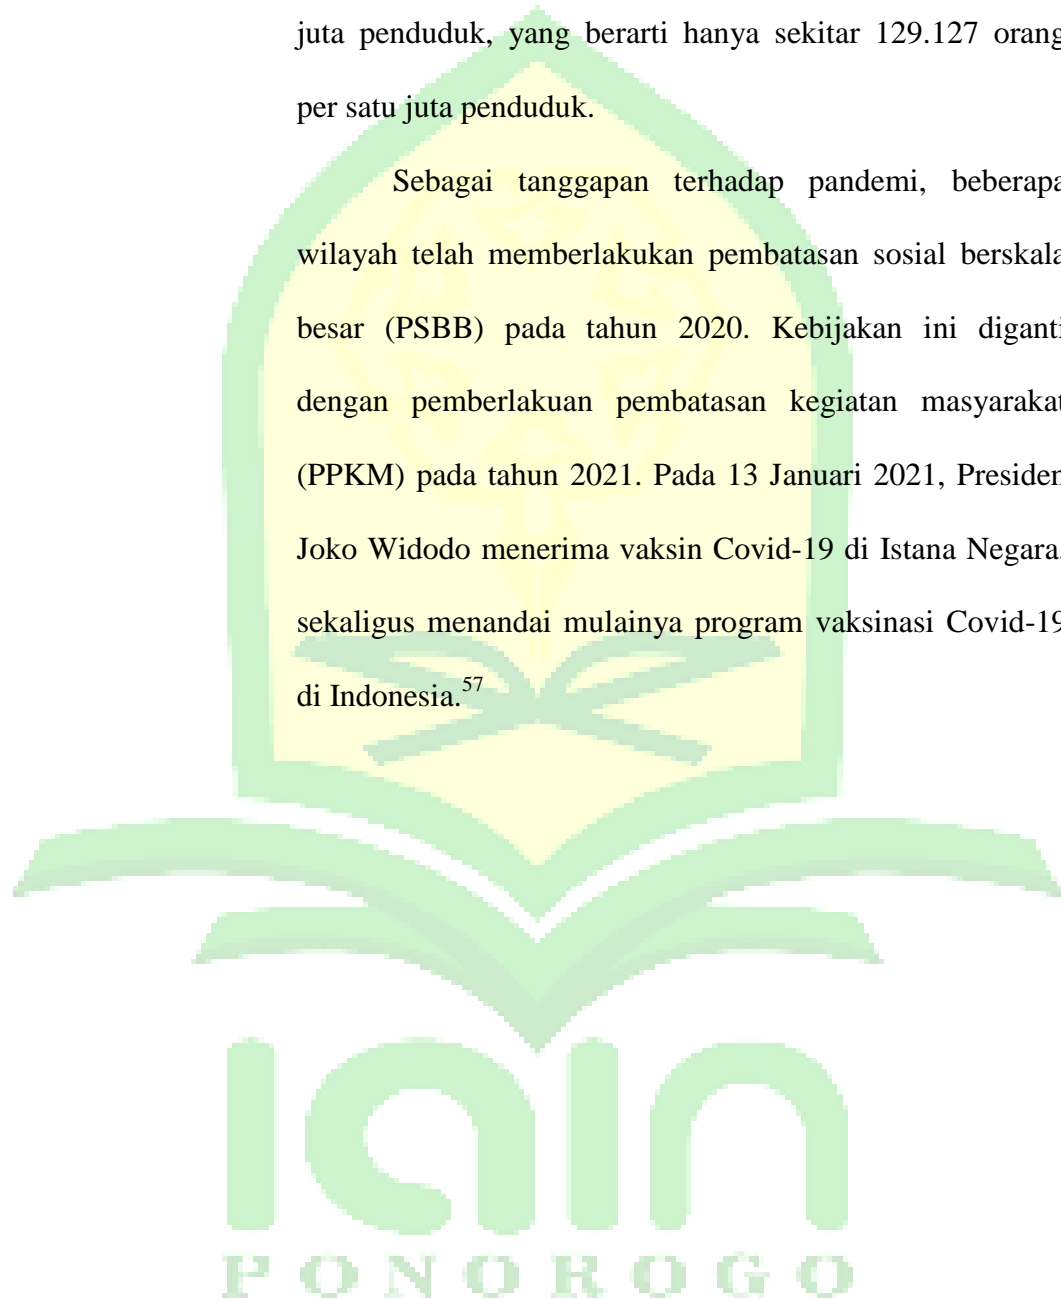 juta penduduk, yang berarti hanya sekitar 129.127 orang
per satu juta penduduk.
Sebagai tanggapan terhadap pandemi, beberapa
wilayah telah memberlakukan pembatasan sosial berskala
besar (PSBB) pada tahun 2020. Kebijakan ini diganti
dengan pemberlakuan pembatasan kegiatan masyarakat
(PPKM) pada tahun 2021. Pada 13 Januari 2021, Presiden
Joko Widodo menerima vaksin Covid-19 di Istana Negara,
sekaligus menandai mulainya program vaksinasi Covid-19
di Indonesia.57
IAIN
PONOROGO